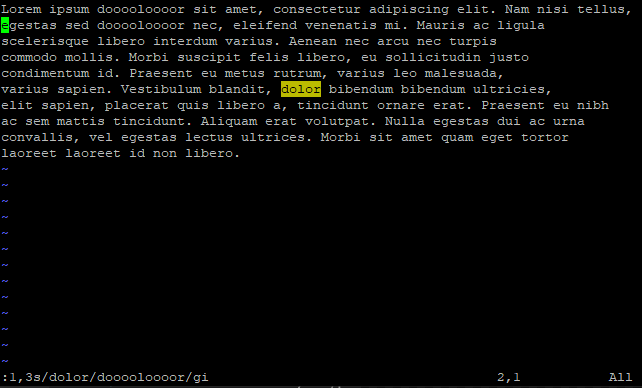 Lorem ipsum doooloooor sit amet, consectetur adipiscing elit. Nam nisi tellus,
egestas sed doooloooor nec, eleifend venenatis mi. Mauris ac ligula
scelerisque libero interdum varius. Aenean nec arcu nec turpis
commodo mollis. Morbi suscipit felis libero, eu sollicitudin justo
condimentum id. Praesent eu metus rutrum, varius leo malesuada,
varius sapien. Vestibulum blandit, dolor bibendum bibendum ultricies,
elit sapien, placerat quis libero a, tincidunt ornare erat. Praesent eu nibh
ac sem mattis tincidunt. Aliquam erat volutpat. Nulla egestas dui ac urna
convallis, vel egestas lectus ultrices. Morbi sit amet quam eget tortor
laoreet laoreet id non libero.
~
~
~
~
~
~
~
~
~
~
~
~
~
:1,3s/dolor/doooloooor/gi 2,1 All